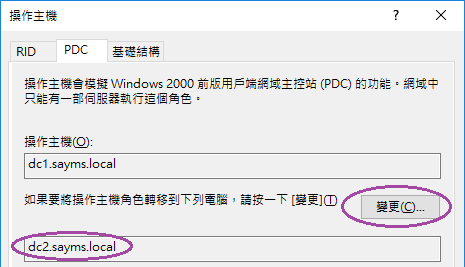 操作主機
RID PDC 基礎結構
操作主機會模擬 Windows 2000 前版用戶端網域主控站 (PDC) 的功能。網域中
只能有一部伺服器執行這個角色。
操作主機(O):
dc1.sayms.local
如果要將操作主機角色轉移到下列電腦，請按一下 [變更](T)
變更(C)...
dc2.sayms.local